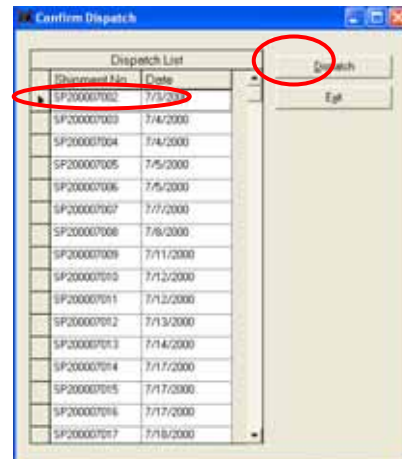 Confirm Dispatch
Dispatch List
Shipment No Date
SP200007002 7/3/2000
SP200007003 7/4/2000
SP200007004 7/4/2000
SP200007005 7/5/2000
SP200007006 7/5/2000
SP200007007 7/7/2000
SP200007008 7/8/2000
SP200007009 7/11/2000
SP200007010 7/12/2000
SP200007011 7/12/2000
SP200007012 7/13/2000
SP200007013 7/14/2000
SP200007014 7/17/2000
SP200007015 7/17/2000
SP200007016 7/17/2000
SP200007017 7/18/2000
Dispatch
Exit